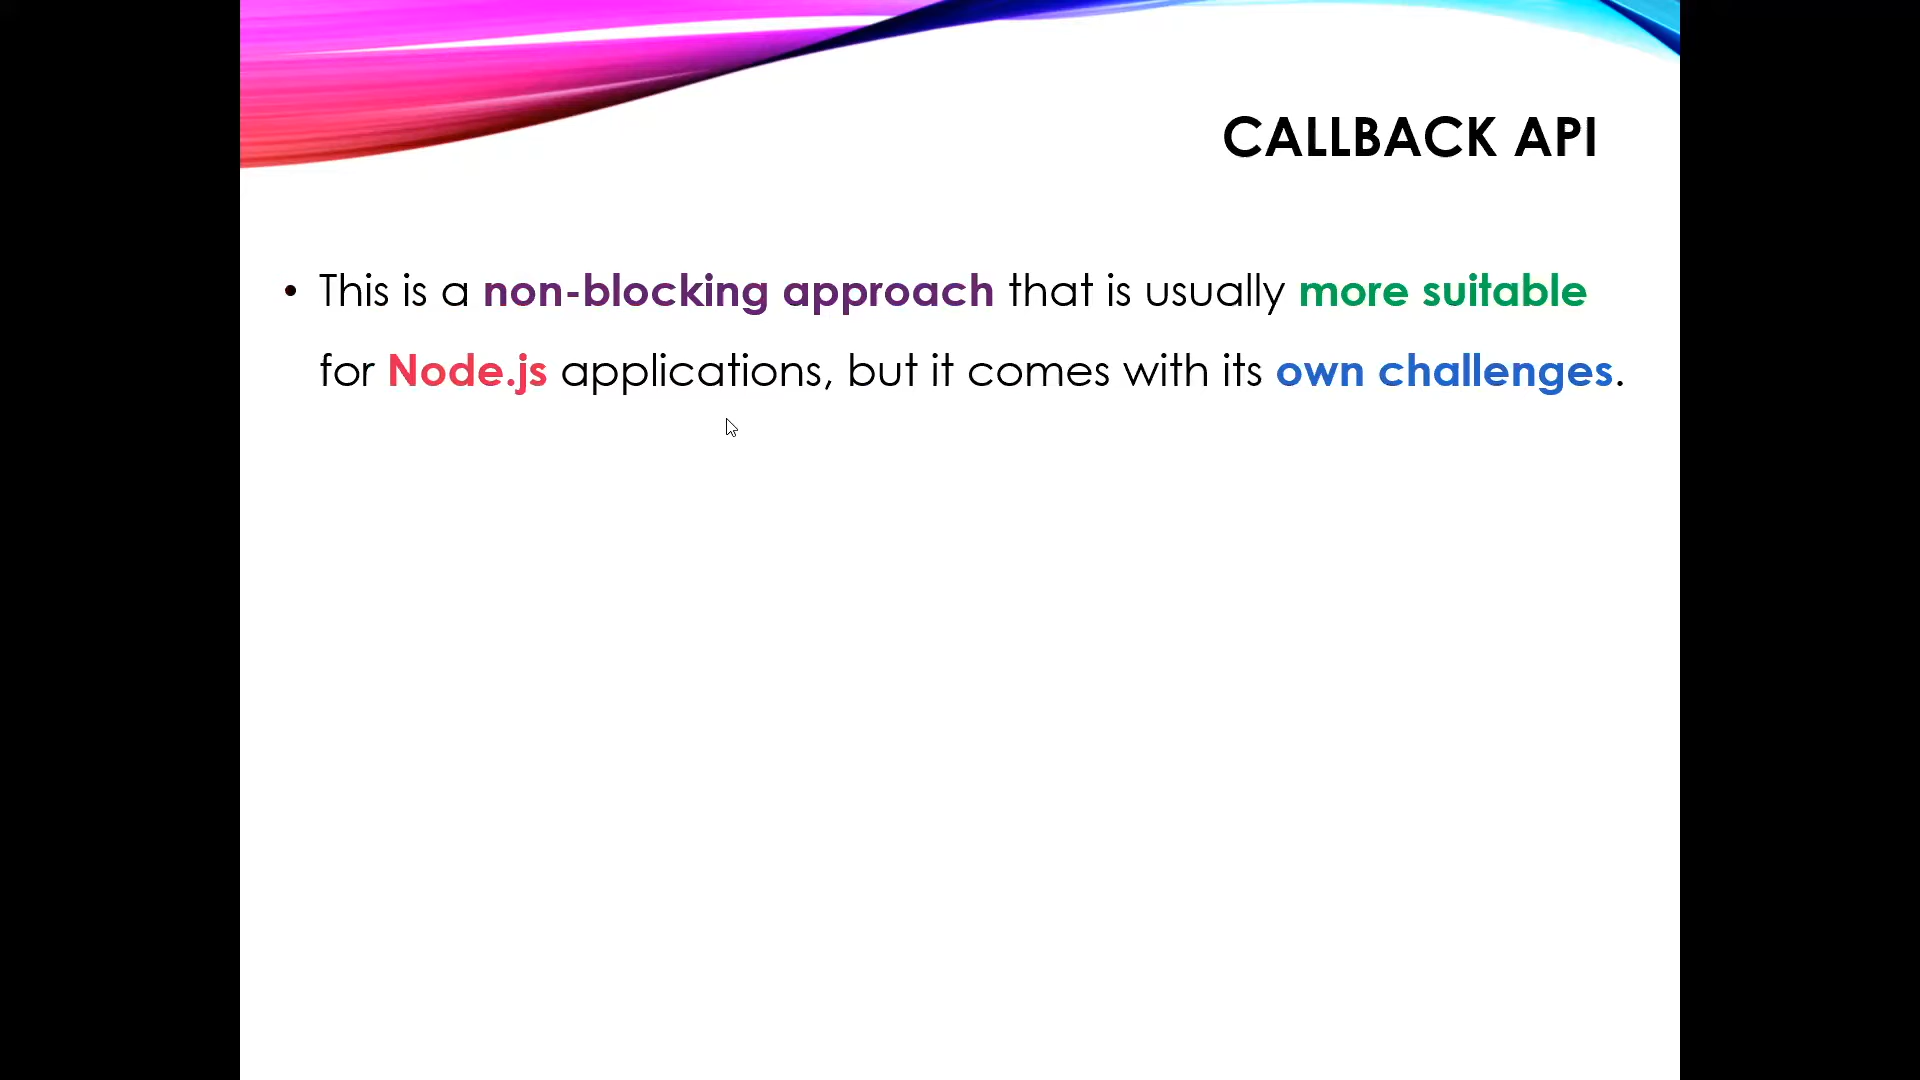 CALLBACK API
• This is a non-blocking approach that is usually more suitable
for Node.js applications, but it comes with its own challenges.